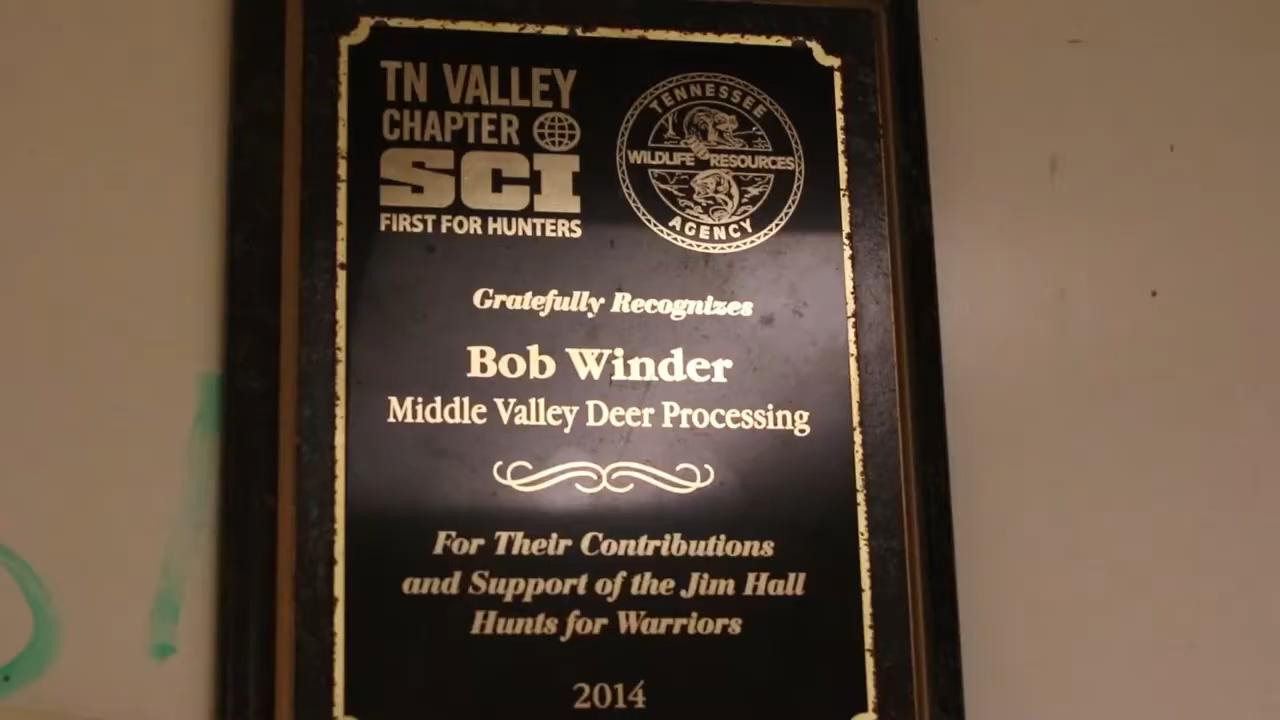 TN VALLEY
CHAPTER
SCI
FIRST FOR HUNTERS
TENNESSEE
WILDLIFE AND RESOURCES
AGENCY
Gratefully Recognizes
Bob Winder
Middle Valley Deer Processing
For Their Contributions
and Support of the Jim Hall
Hunts for Warriors
2014